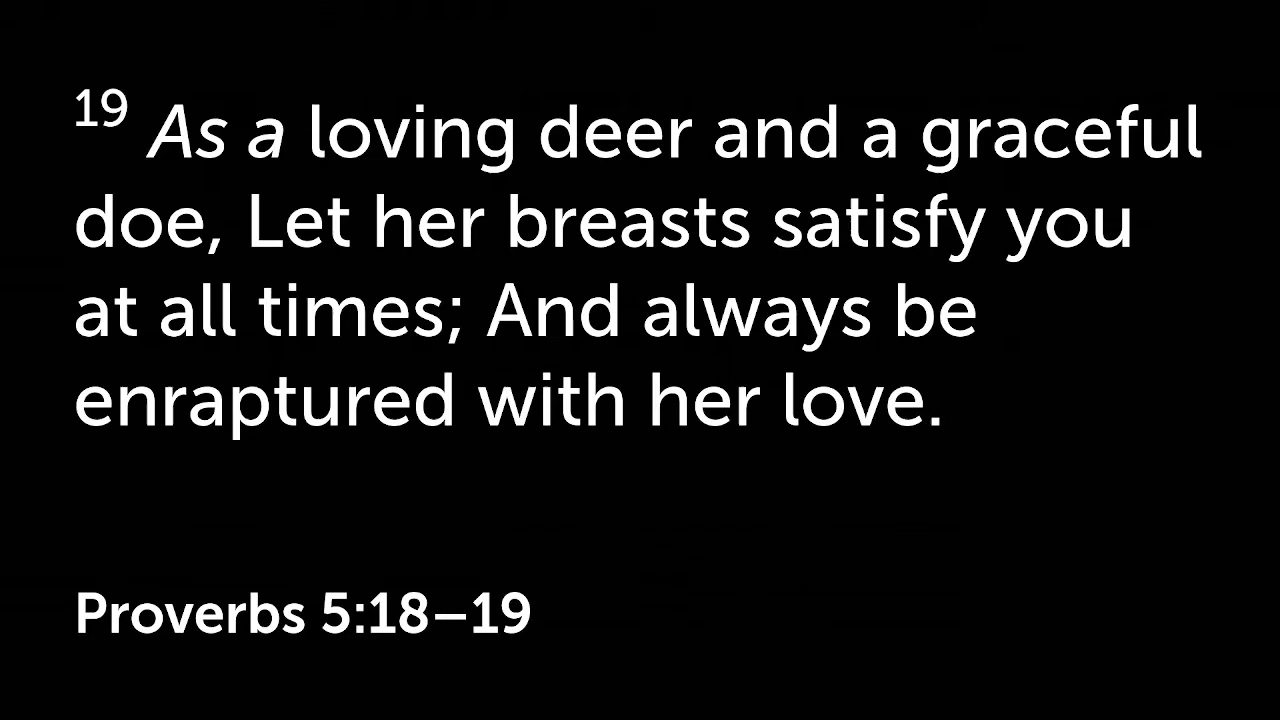 19 As a loving deer and a graceful
doe, Let her breasts satisfy you
at all times; And always be
enraptured with her love.
Proverbs 5:18–19